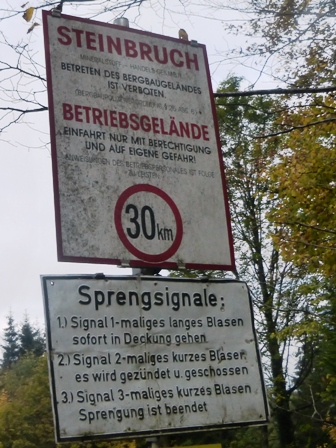 STEINBRUCH
BETRETEN DES BERGBAUGELÄNDES
IST VERBOTEN.
BETRIEBSGELÄNDE
EINFAHRT NUR MIT BERECHTIGUNG
UND AUF EIGENE GEFAHR!
30 km
Sprengsignale:
1.) Signal 1-maliges langes Blasen
sofort in Deckung gehen
2.) Signal 2-maliges kurzes Blasen,
es wird gezündet u. geschossen
3.) Signal 3-maliges kurzes Blasen
Sprengung ist beendet